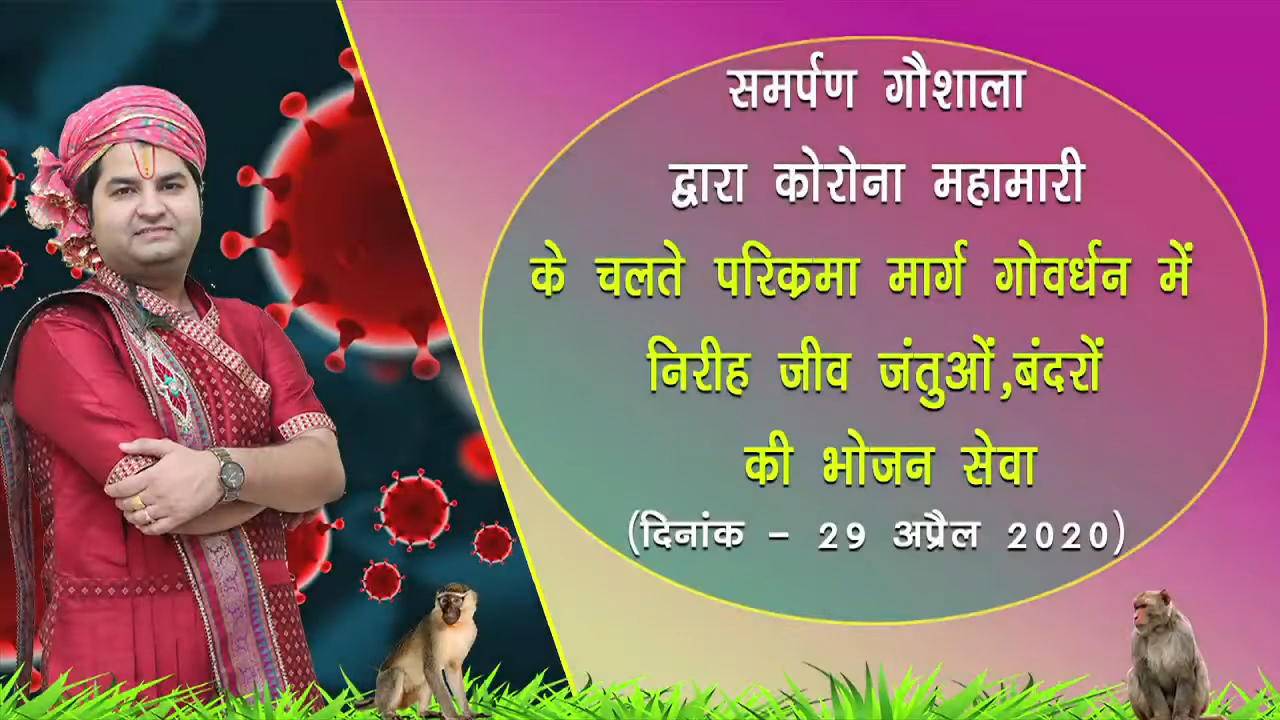 समर्पण गौशाला
द्वारा कोरोना महामारी
के चलते परिक्रमा मार्ग गोवर्धन में
निरीह जीव जंतुओं,बंदरों
की भोजन सेवा
(दिनांक – 29 अप्रैल 2020)